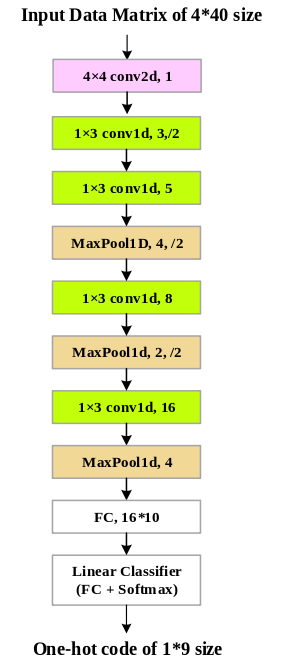 Input Data Matrix of 4*40 size
4×4 conv2d, 1
1×3 conv1d, 3,/2
1×3 conv1d, 5
MaxPool1D, 4, /2
1×3 conv1d, 8
MaxPool1d, 2, /2
1×3 conv1d, 16
MaxPool1d, 4
FC, 16*10
Linear Classifier
(FC + Softmax)
One-hot code of 1*9 size